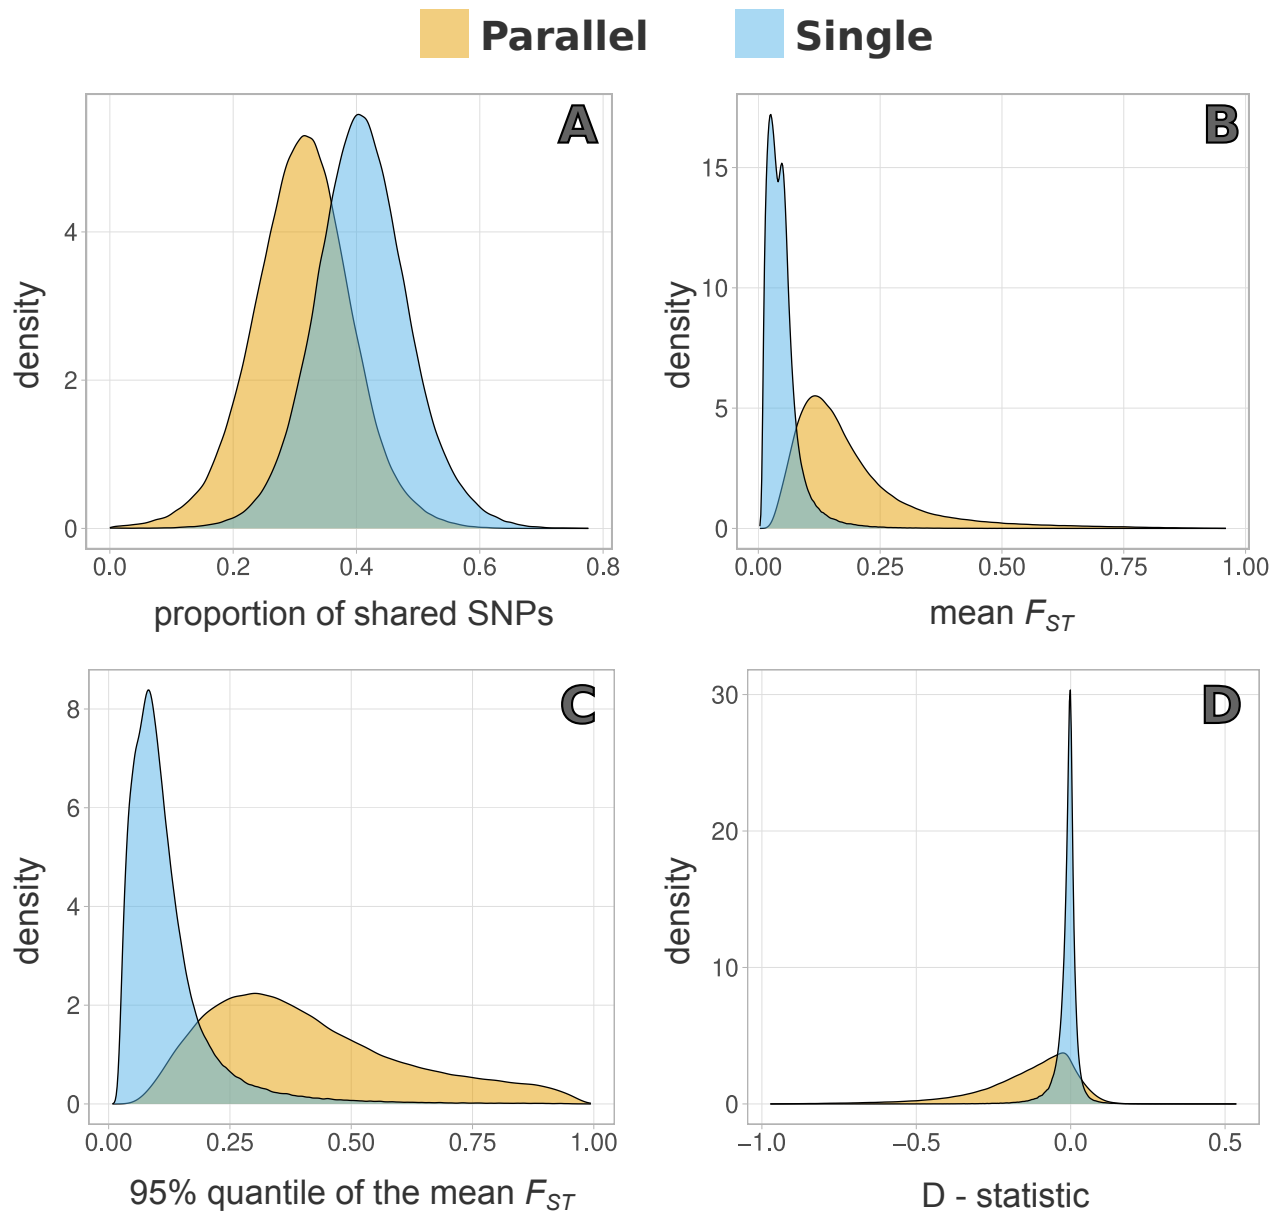 Parallel Single
A
density
4
2
0
0.0 0.2 0.4 0.6 0.8
proportion of shared SNPs
B
density
15
10
5
0
0.00 0.25 0.50 0.75 1.00
mean FST
C
density
8
6
4
2
0
0.00 0.25 0.50 0.75 1.00
95% quantile of the mean FST
D
density
30
20
10
0
−1.0 −0.5 0.0 0.5
D - statistic